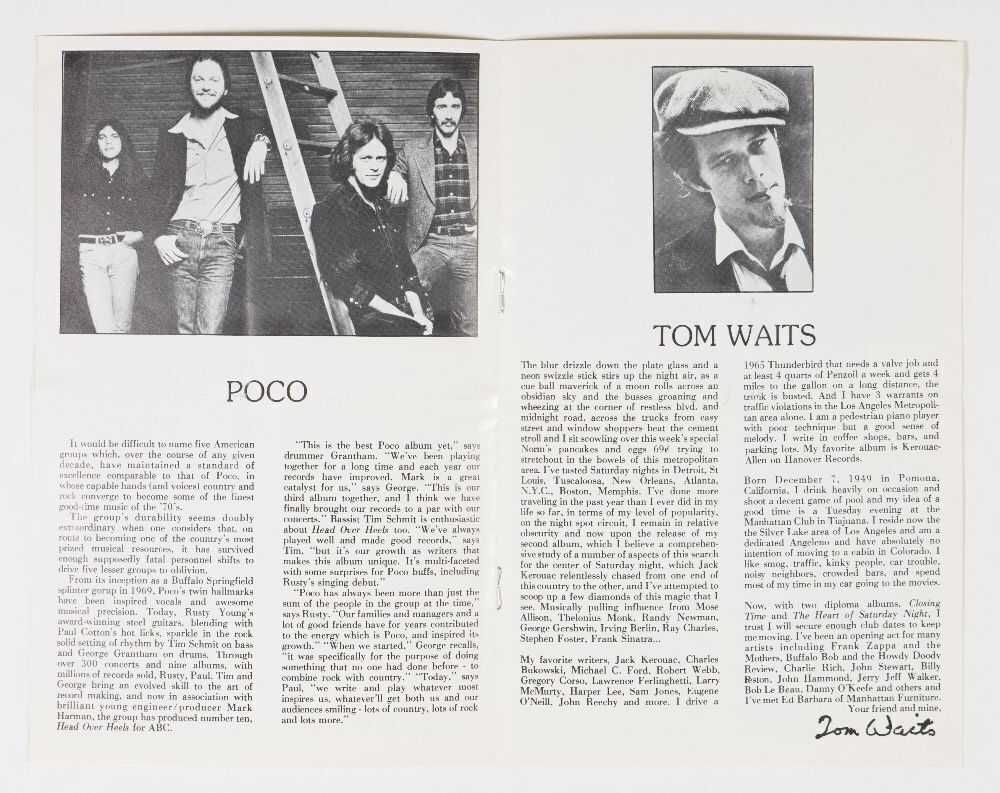 POCO
It would be difficult to name five American
groups which, over the course of any given
decade, have maintained a standard of
excellence comparable to that of Poco, in
whose capable hands (and voices) country and
rock converge to become some of the finest
good-time music of the '70's.
The group's durability seems doubly
extraordinary when one considers that, on
route to becoming one of the country's most
prized musical resources, it has survived
enough supposedly fatal personnel shifts to
drive five lesser groups to oblivion.
From its inception as a Buffalo Springfield
splinter gorup in 1969, Poco's twin hallmarks
have been inspired vocals and awesome
musical precision. Today, Rusty Young's
award-winning steel guitars, blending with
Paul Cotton's hot licks, sparkle in the rock
solid setting of rhythm by Tim Schmit on bass
and George Grantham on drums. Through
over 300 concerts and nine albums, with
millions of records sold, Rusty, Paul, Tim and
George bring an evolved skill to the art of
record making, and now in association with
brilliant young engineer/producer Mark
Harman, the group has produced number ten,
Head Over Heels for ABC.
"This is the best Poco album yet," says
drummer Grantham. "We've been playing
together for a long time and each year our
records have improved. Mark is a great
catalyst for us," says George. "This is our
third album together, and I think we have
finally brought our records to a par with our
concerts." Bassist Tim Schmit is enthusiastic
about Head Over Heels too. "We've always
played well and made good records," says
Tim, "but it's our growth as writers that
makes this album unique. It's multi-faceted
with some surprises for Poco buffs, including
Rusty's singing debut."
"Poco has always been more than just the
sum of the people in the group at the time,"
says Rusty. "Our families and managers and a
lot of good friends have for years contributed
to the energy which is Poco, and inspired its
growth." "When we started," George recalls,
"it was specifically for the purpose of doing
something that no one had done before - to
combine rock with country." "Today," says
Paul, "we write and play whatever most
inspires us, whatever'll get both us and our
audiences smiling - lots of country, lots of rock
and lots more."
TOM WAITS
The blur drizzle down the plate glass and a
neon swizzle stick stirs up the night air, as a
cue ball maverick of a moon rolls across an
obsidian sky and the busses groaning and
wheezing at the corner of restless blvd. and
midnight road, across the trucks from easy
street and window shoppers beat the cement
stroll and I sit scowling over this week's special
Norm's pancakes and eggs 69¢ trying to
stretchout in the bowels of this metropolitan
area. I've tasted Saturday nights in Detroit, St
Louis, Tuscaloosa, New Orleans, Atlanta,
N.Y.C., Boston, Memphis. I've done more
traveling in the past year than I ever did in my
life so far, in terms of my level of popularity,
on the night spot circuit, I remain in relative
obscurity and now upon the release of my
second album, which I believe a comprehen-
sive study of a number of aspects of this search
for the center of Saturday night, which Jack
Kerouac relentlessly chased from one end of
this country to the other, and I've attempted to
scoop up a few diamonds of this magic that I
see. Musically pulling influence from Mose
Allison, Thelonius Monk, Randy Newman,
George Gershwin, Irving Berlin, Ray Charles,
Stephen Foster, Frank Sinatra...
My favorite writers, Jack Kerouac, Charles
Bukowski, Michael C. Ford, Robert Webb,
Gregory Corso, Lawrence Ferlinghetti, Larry
McMurty, Harper Lee, Sam Jones, Eugene
O'Neill, John Reechy and more. I drive a
1965 Thunderbird that needs a valve job and
at least 4 quarts of Penzoil a week and gets 4
miles to the gallon on a long distance, the
trunk is busted. And I have 3 warrants on
traffic violations in the Los Angeles Metropoli-
tan area alone. I am a pedestrian piano player
with poor technique but a good sense of
melody. I write in coffee shops, bars, and
parking lots. My favorite album is Kerouac
Allen on Hanover Records.
Born December 7, 1949 in Pomona,
California, I drink heavily on occasion and
shoot a decent game of pool and my idea of a
good time is a Tuesday evening at the
Manhattan Club in Tiajuana. I reside now the
the Silver Lake area of Los Angeles and am a
dedicated Angeleno and have absolutely no
intention of moving to a cabin in Colorado. I
like smog, traffic, kinky people, car trouble,
noisy neighbors, crowded bars, and spend
most of my time in my car going to the movies.
Now, with two diploma albums, Closing
Time and The Heart of Saturday Night, I
trust I will secure enough club dates to keep
me moving. I've been an opening act for many
artists including Frank Zappa and the
Mothers, Buffalo Bob and the Howdy Doody
Review, Charlie Rich, John Stewart, Billy
Peston, John Hammond, Jerry Jeff Walker,
Bob Le Beau, Danny O'Keefe and others and
I've met Ed Barbara of Manhattan Furniture.
Your friend and mine,
Tom Waits